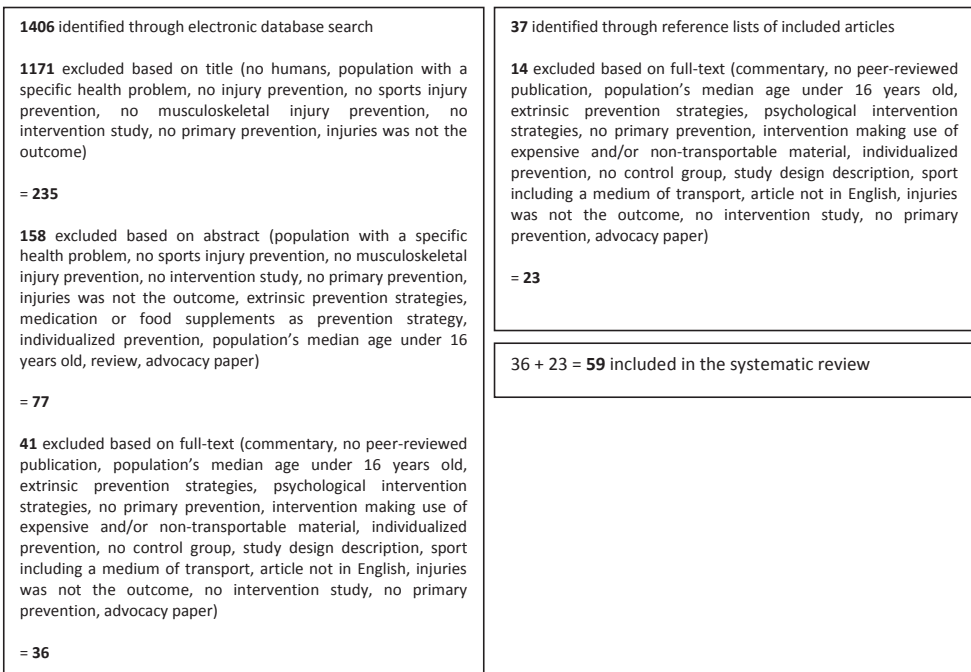 1406 identified through electronic database search
1171 excluded based on title (no humans, population with a
specific health problem, no injury prevention, no sports injury
prevention, no musculoskeletal injury prevention, no
intervention study, no primary prevention, injuries was not the
outcome)
= 235
158 excluded based on abstract (population with a specific
health problem, no sports injury prevention, no musculoskeletal
injury prevention, no intervention study, no primary prevention,
injuries was not the outcome, extrinsic prevention strategies,
medication or food supplements as prevention strategy,
individualized prevention, population’s median age under 16
years old, review, advocacy paper)
= 77
41 excluded based on full-text (commentary, no peer-reviewed
publication, population’s median age under 16 years old,
extrinsic prevention strategies, psychological intervention
strategies, no primary prevention, intervention making use of
expensive and/or non-transportable material, individualized
prevention, no control group, study design description, sport
including a medium of transport, article not in English, injuries
was not the outcome, no intervention study, no primary
prevention, advocacy paper)
= 36
37 identified through reference lists of included articles
14 excluded based on full-text (commentary, no peer-reviewed
publication, population’s median age under 16 years old,
extrinsic prevention strategies, psychological intervention
strategies, no primary prevention, intervention making use of
expensive and/or non-transportable material, individualized
prevention, no control group, study design description, sport
including a medium of transport, article not in English, injuries
was not the outcome, no intervention study, no primary
prevention, advocacy paper)
= 23
36 + 23 = 59 included in the systematic review